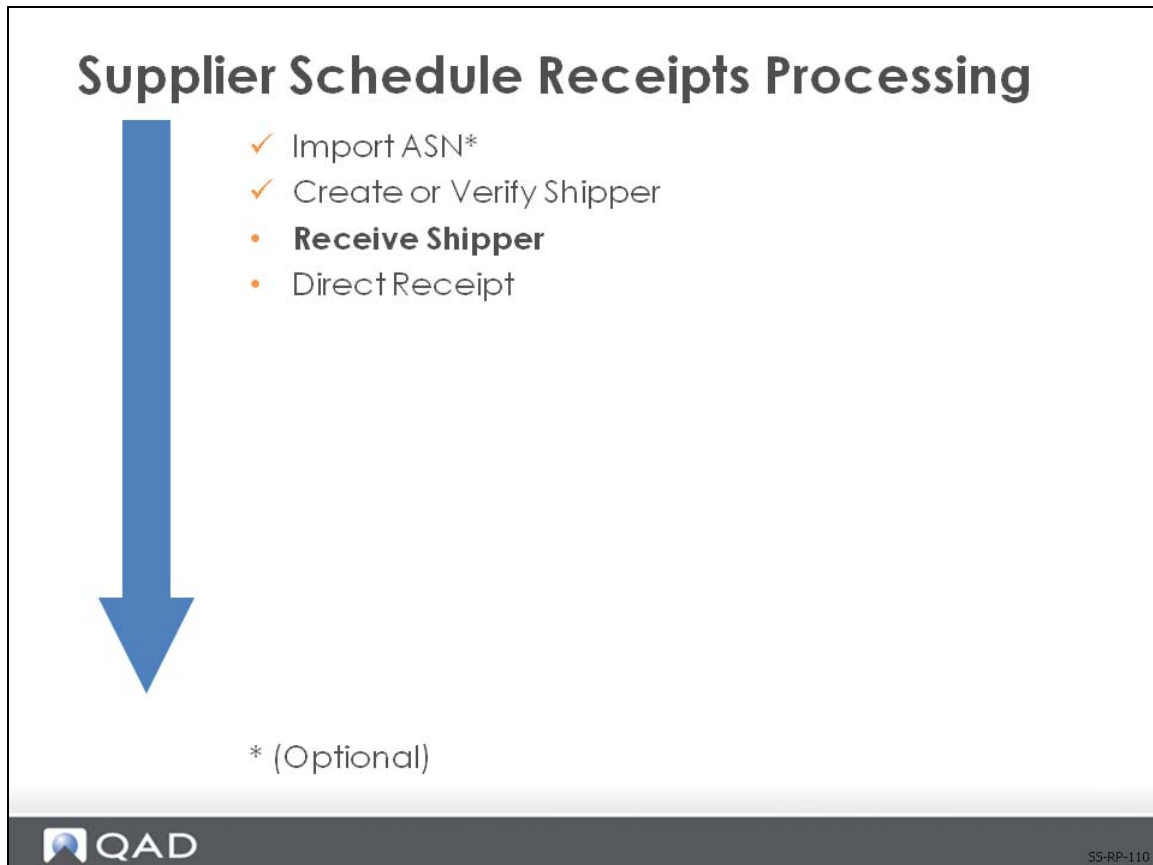 Supplier Schedule Receipts Processing
✓ Import ASN*
✓ Create or Verify Shipper
• Receive Shipper
• Direct Receipt
* (Optional)
QAD
SS-RP-110